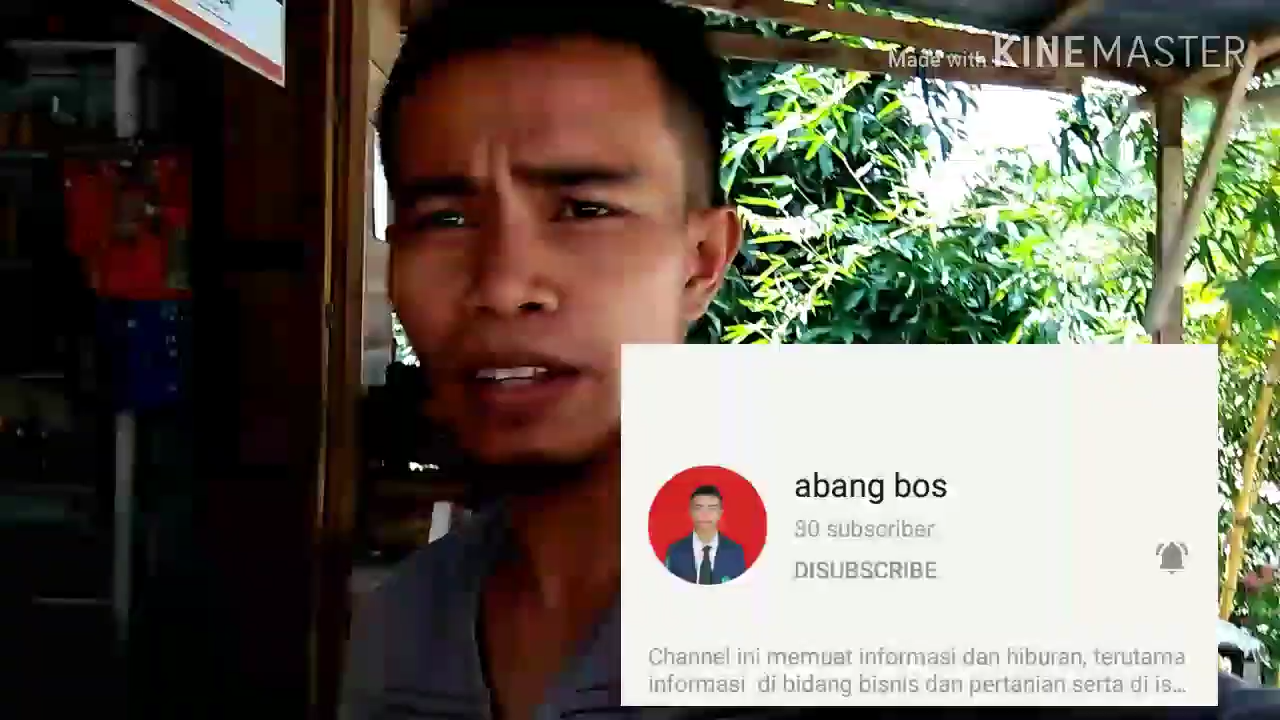 Made with KINEMASTER
abang bos
30 subscriber
DISUBSCRIBE
Channel ini memuat informasi dan hiburan, terutama
informasi di bidang bisnis dan pertanian serta di is...